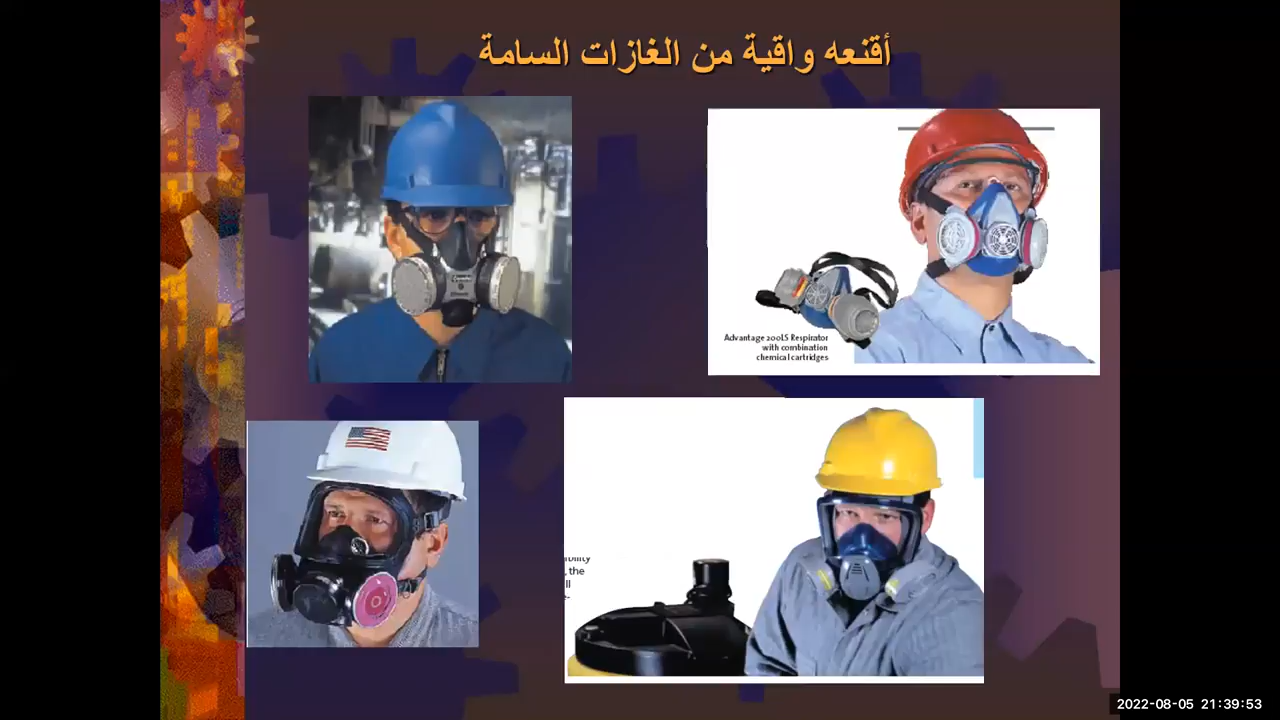 أقنعه واقية من الغازات السامة
Advantage 200LS Respirator
with combination
chemical cartridges
, the
2022-08-05 21:39:53